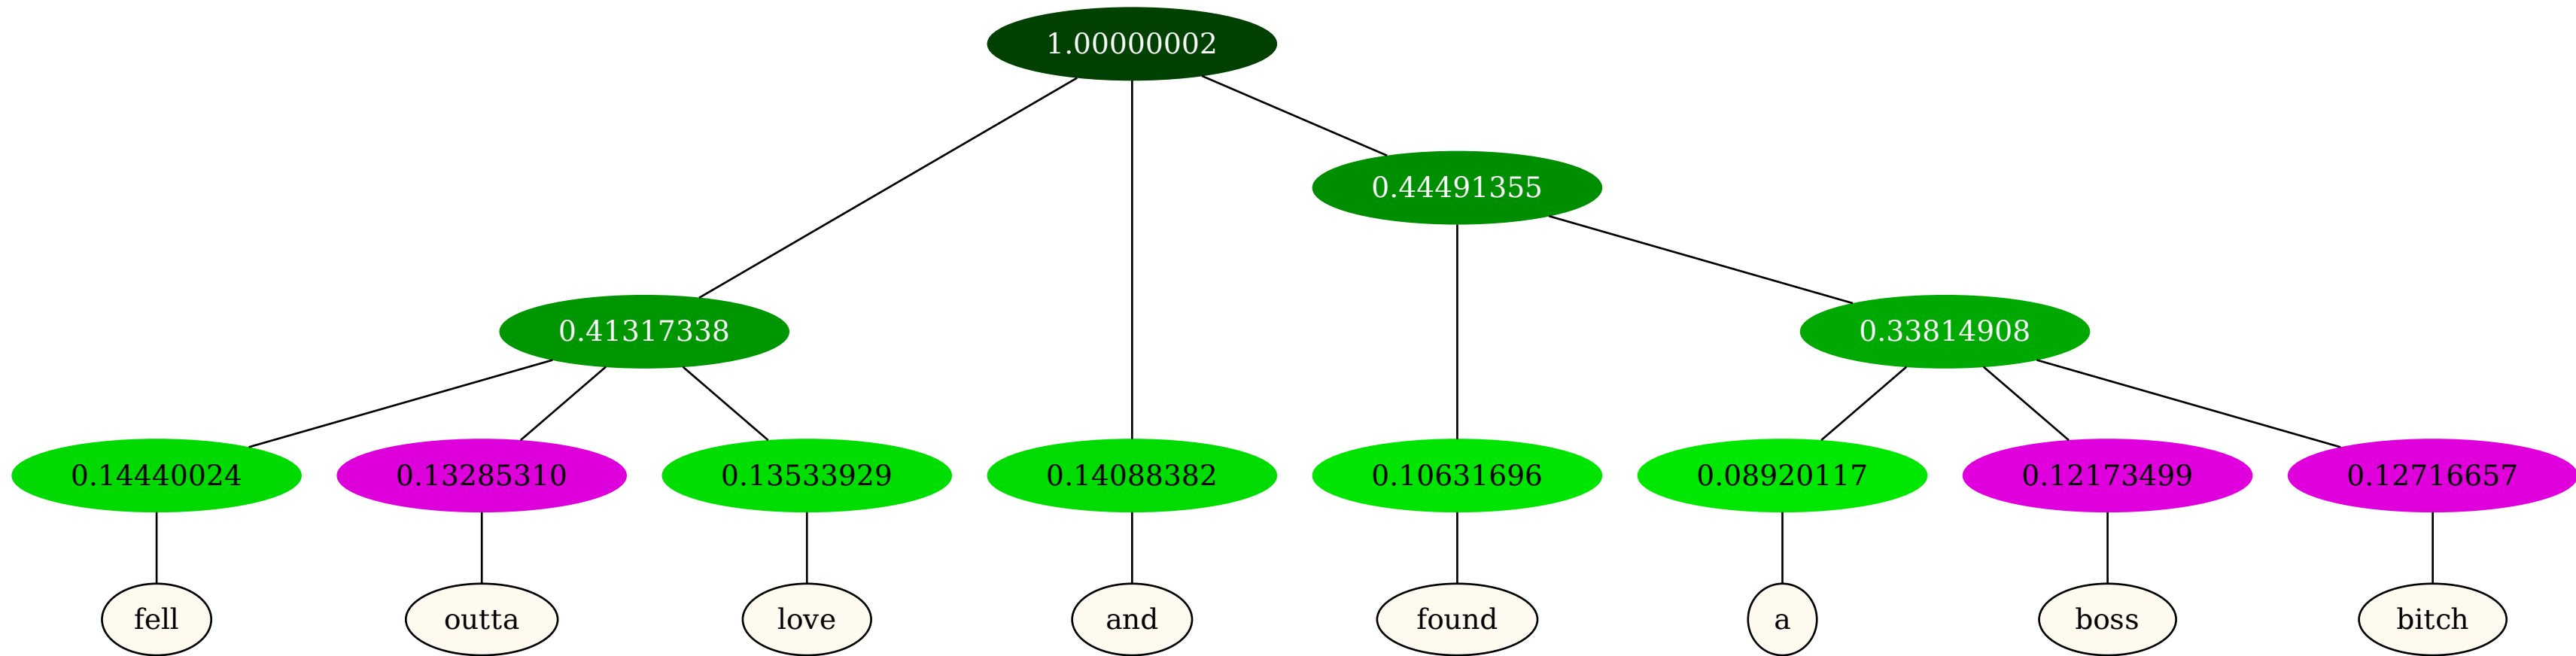 1.00000002
0.44491355
0.41317338 0.33814908
0.14440024 0.13285310 0.13533929 0.14088382 0.10631696 0.08920117 0.12173499 0.12716657
fell outta love and found a boss bitch